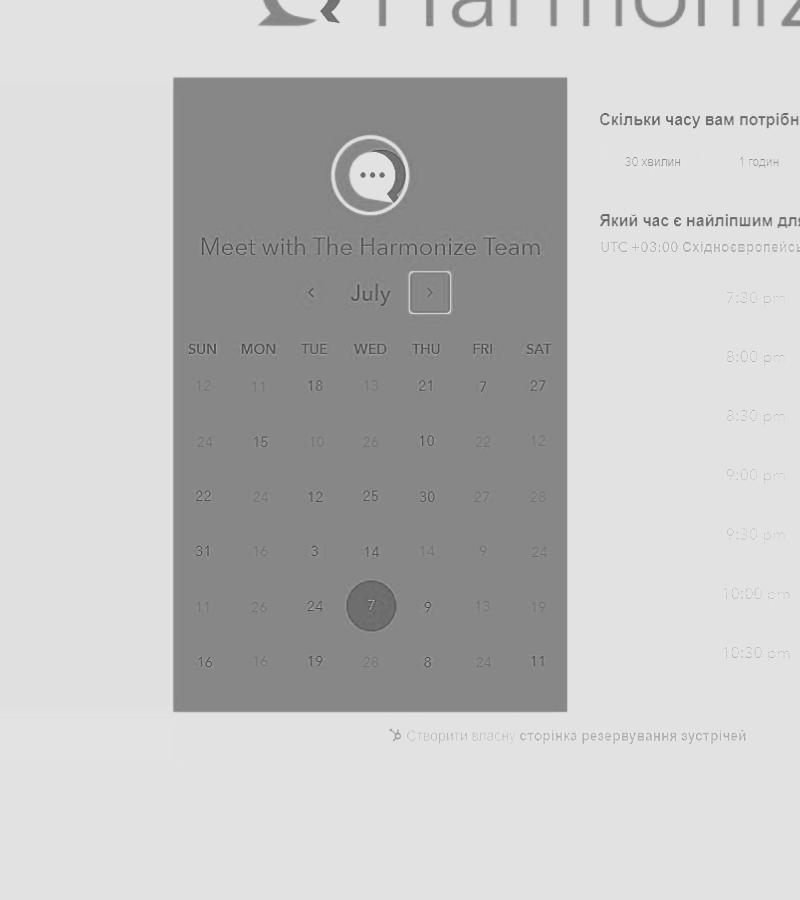 Harmoniz
Meet with The Harmonize Team
July
SUN MON TUE WED THU FRI SAT
12 11 18 13 21 7 27
24 15 10 26 10 22 12
22 24 12 25 30 27 28
31 16 3 14 14 9 24
11 26 24 7 9 13 19
16 16 19 28 8 24 11
Скільки часу вам потрібн
30 хвилин 1 годин
Який час є найліпшим для
UTC +03:00 Східноєвропейсь
7:30 pm
8:00 pm
8:30 pm
9:00 pm
9:30 pm
10:00 pm
10:30 pm
Створити власну сторінка резервування зустрічей